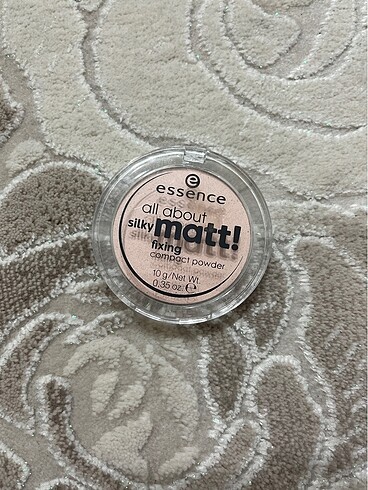 essence
all about
silky matt!
fixing
compact powder
10 g/Net Wt.
0.35 oz. ℮